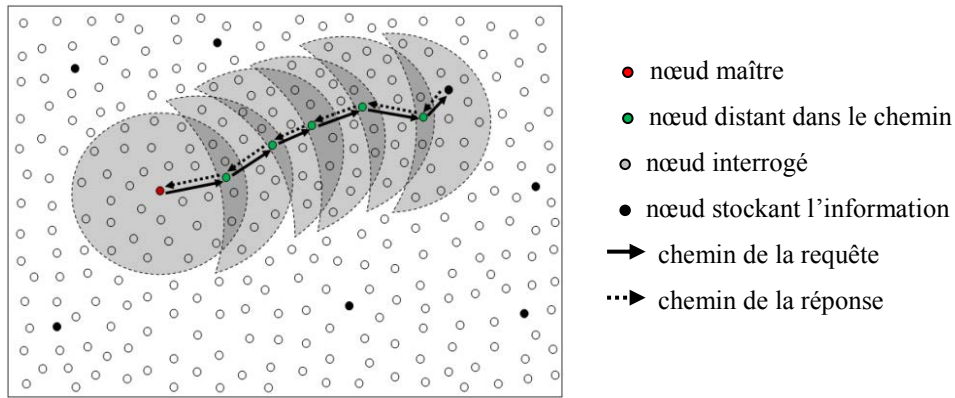 nœud maître
nœud distant dans le chemin
nœud interrogé
nœud stockant l’information
chemin de la requête
chemin de la réponse